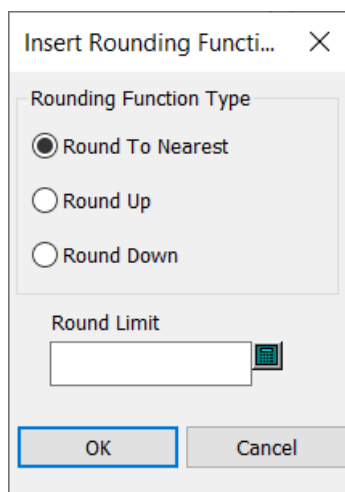 Insert Rounding Functi...
Rounding Function Type
Round To Nearest
Round Up
Round Down
Round Limit
OK Cancel